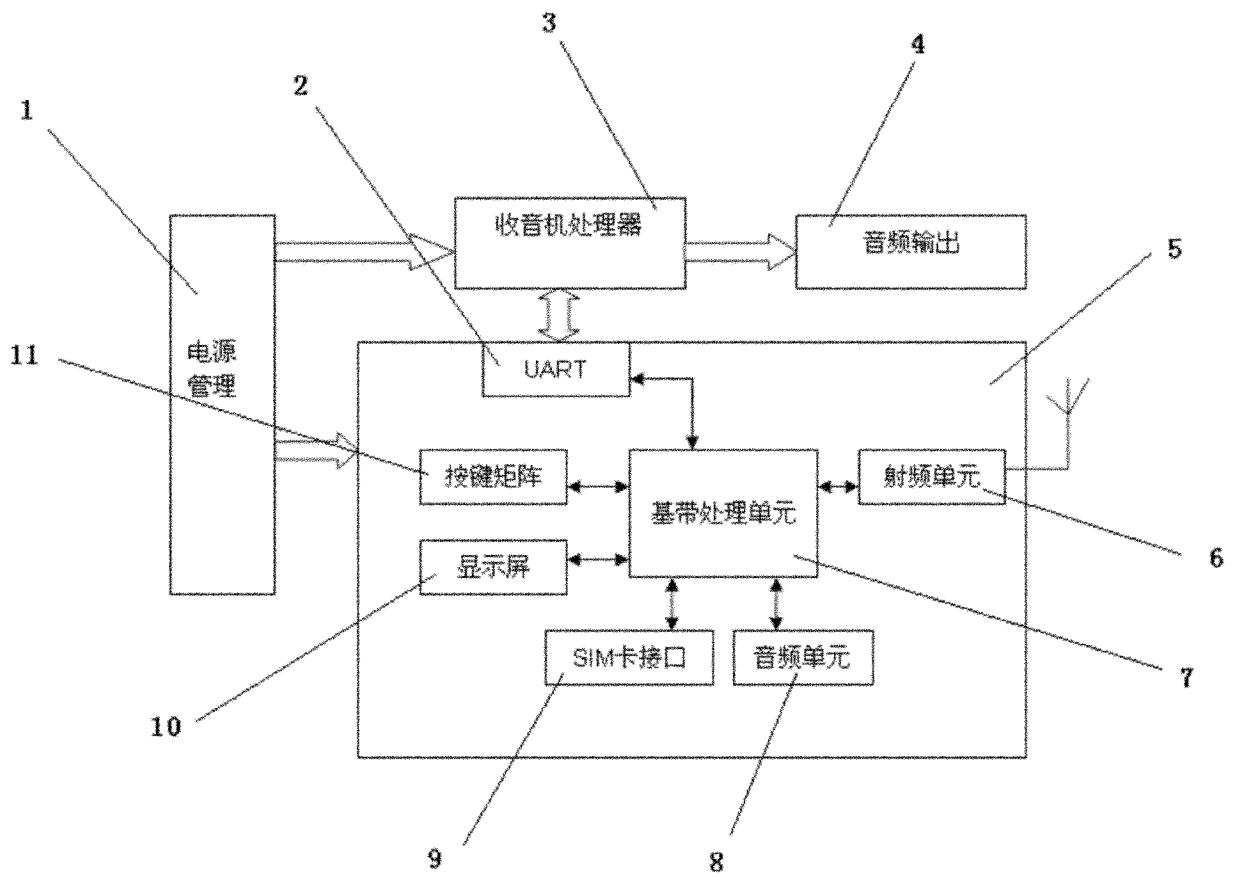 3
4
2
1
收音机处理器
音频输出
5
电源
管理
11
UART
按键矩阵
射频单元
基带处理单元
6
显示屏
SIM卡接口
音频单元
7
10
9
8